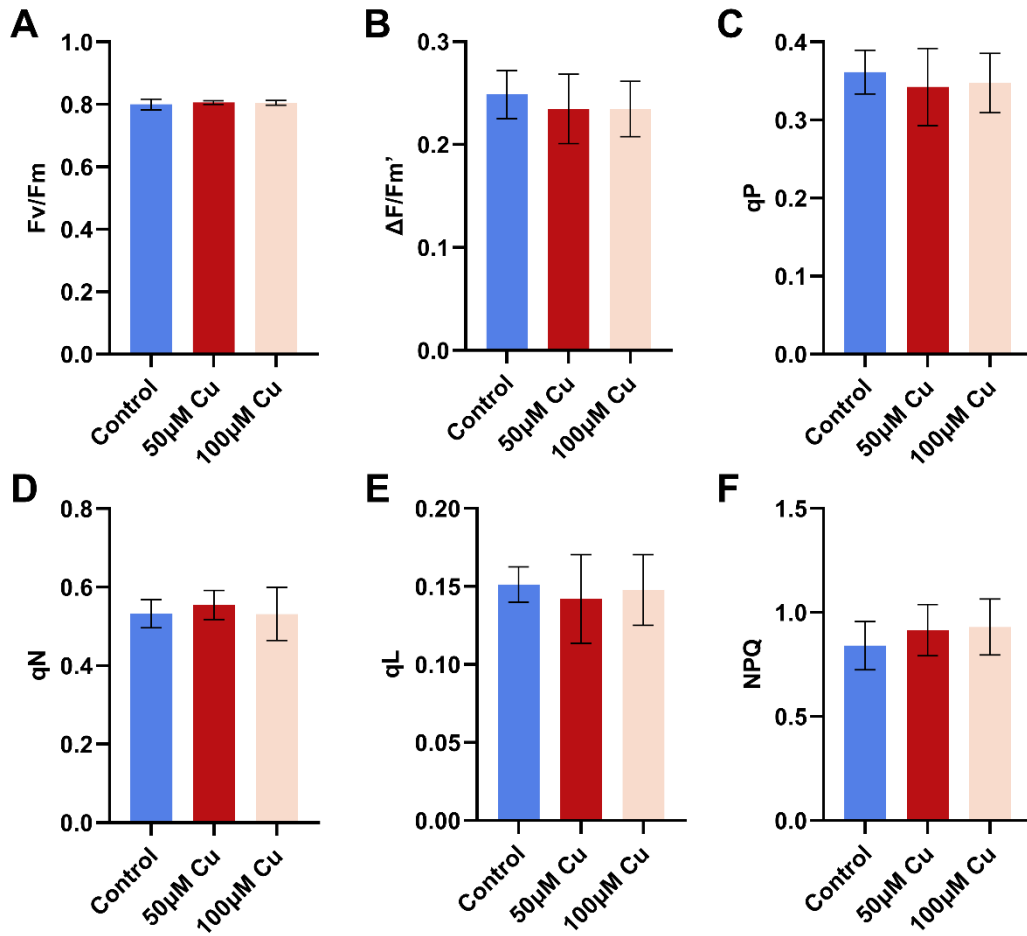 A
Fv/Fm
1.0
0.8
0.6
0.4
0.2
0.0
Control
50μM Cu
100μM Cu
B
ΔF/Fm’
0.3
0.2
0.1
0.0
Control
50μM Cu
100μM Cu
C
qP
0.4
0.3
0.2
0.1
0.0
Control
50μM Cu
100μM Cu
D
qN
0.8
0.6
0.4
0.2
0.0
Control
50μM Cu
100μM Cu
E
qL
0.20
0.15
0.10
0.05
0.00
Control
50μM Cu
100μM Cu
F
NPQ
1.5
1.0
0.5
0.0
Control
50μM Cu
100μM Cu